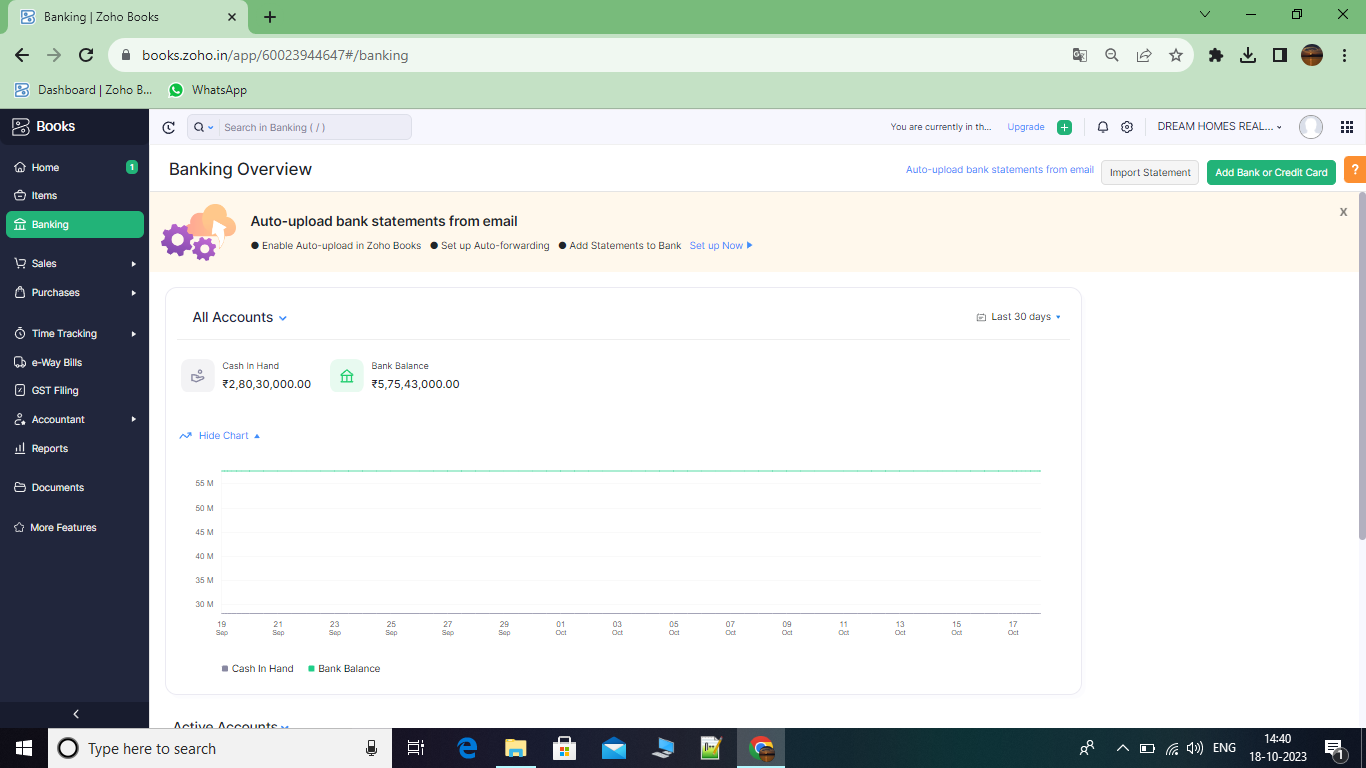 Banking | Zoho Books
books.zoho.in/app/60023944647#/banking
Dashboard | Zoho B... WhatsApp
Books
Search in Banking ( / )
You are currently in th... Upgrade
DREAM HOMES REAL...
Home 1
Items
Banking
Sales
Purchases
Time Tracking
e-Way Bills
GST Filing
Accountant
Reports
Documents
More Features
Banking Overview
Auto-upload bank statements from email Import Statement Add Bank or Credit Card ?
Auto-upload bank statements from email X
● Enable Auto-upload in Zoho Books ● Set up Auto-forwarding ● Add Statements to Bank Set up Now
All Accounts Last 30 days
Cash In Hand Bank Balance
₹2,80,30,000.00 ₹5,75,43,000.00
Hide Chart
55 M
50 M
45 M
40 M
35 M
30 M
19 21 23 25 27 29 01 03 05 07 09 11 13 15 17
Sep Sep Sep Sep Sep Sep Oct Oct Oct Oct Oct Oct Oct Oct Oct
Cash In Hand Bank Balance
Active Accounts
Type here to search
ENG
14:40
18-10-2023
1